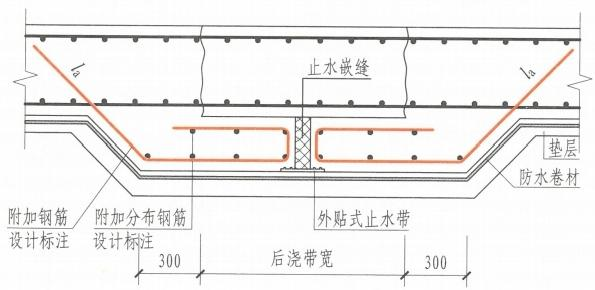 止水嵌缝
la
la
垫层
防水卷材
附加钢筋
设计标注
附加分布钢筋
设计标注
外贴式止水带
300
后浇带宽
300